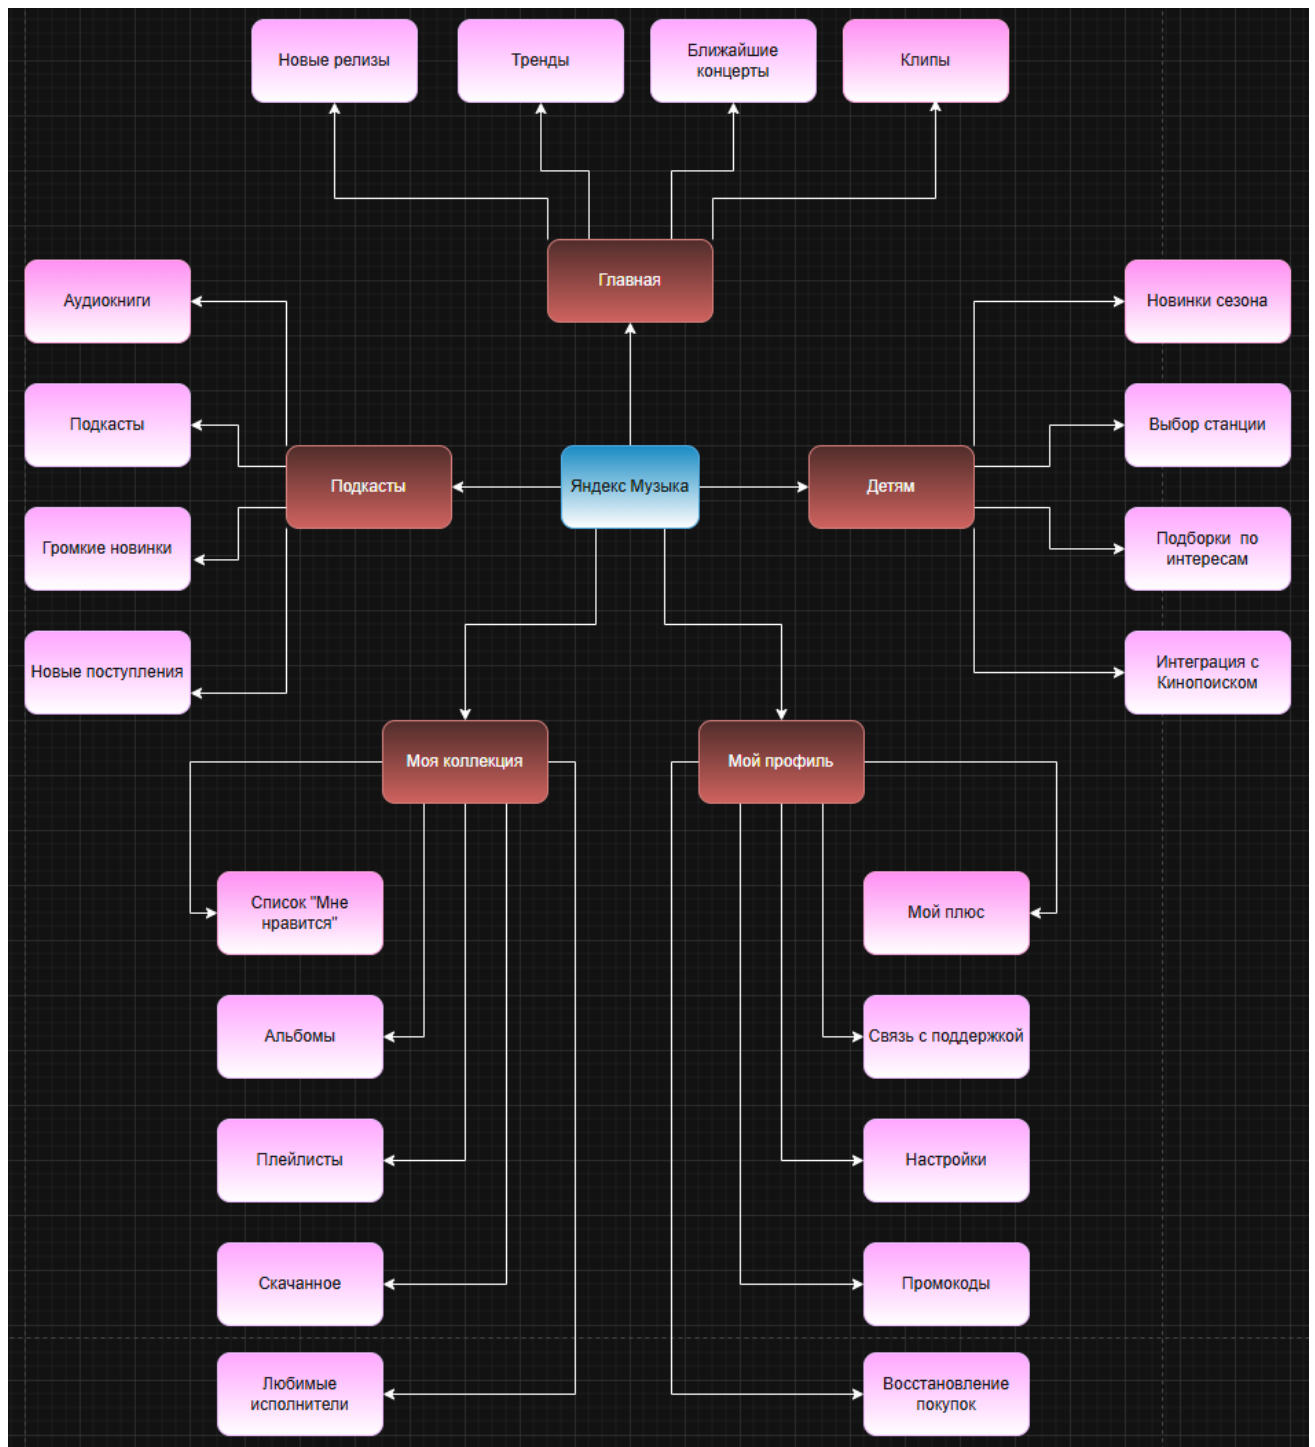 Новые релизы
Тренды
Ближайшие
концерты
Клипы
Главная
Аудиокниги
Новинки сезона
Подкасты
Выбор станции
Подкасты
Яндекс Музыка
Детям
Громкие новинки
Подборки по
интересам
Новые поступления
Интеграция с
Кинопоиском
Моя коллекция
Мой профиль
Список "Мне
нравится"
Мой плюс
Альбомы
Связь с поддержкой
Плейлисты
Настройки
Скачанное
Промокоды
Любимые
исполнители
Восстановление
покупок